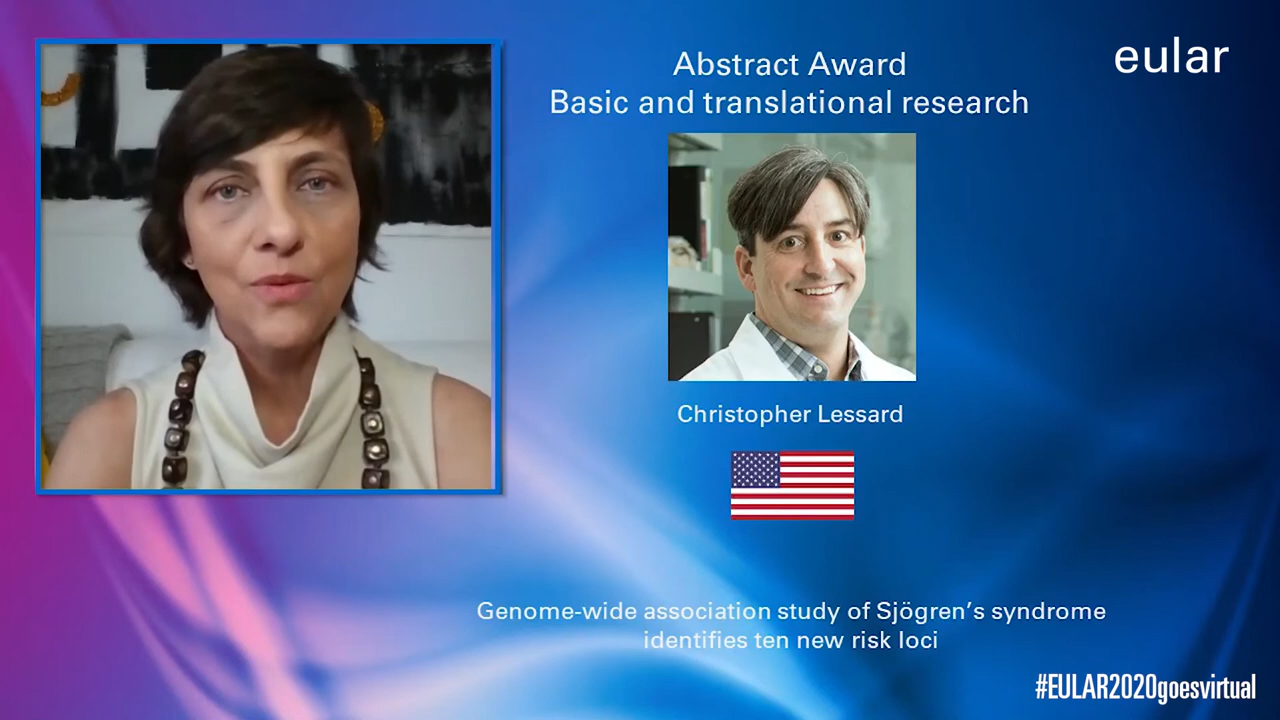 Abstract Award
Basic and translational research
eular
Christopher Lessard
Genome-wide association study of Sjögren's syndrome
identifies ten new risk loci
#EULAR2020goesvirtual